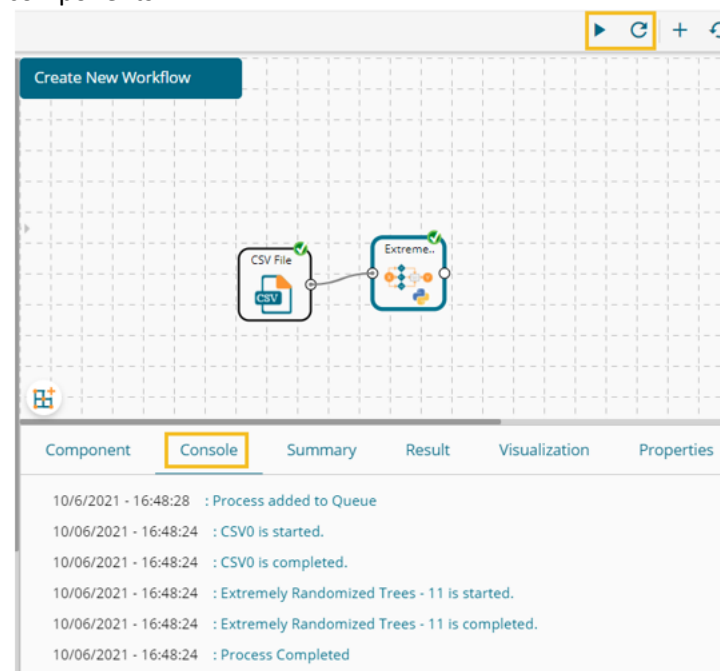 Create New Workflow
CSV File
CSV
Extreme..
Component Console Summary Result Visualization Properties
10/6/2021 - 16:48:28 : Process added to Queue
10/06/2021 - 16:48:24 : CSV0 is started.
10/06/2021 - 16:48:24 : CSV0 is completed.
10/06/2021 - 16:48:24 : Extremely Randomized Trees - 11 is started.
10/06/2021 - 16:48:24 : Extremely Randomized Trees - 11 is completed.
10/06/2021 - 16:48:24 : Process Completed